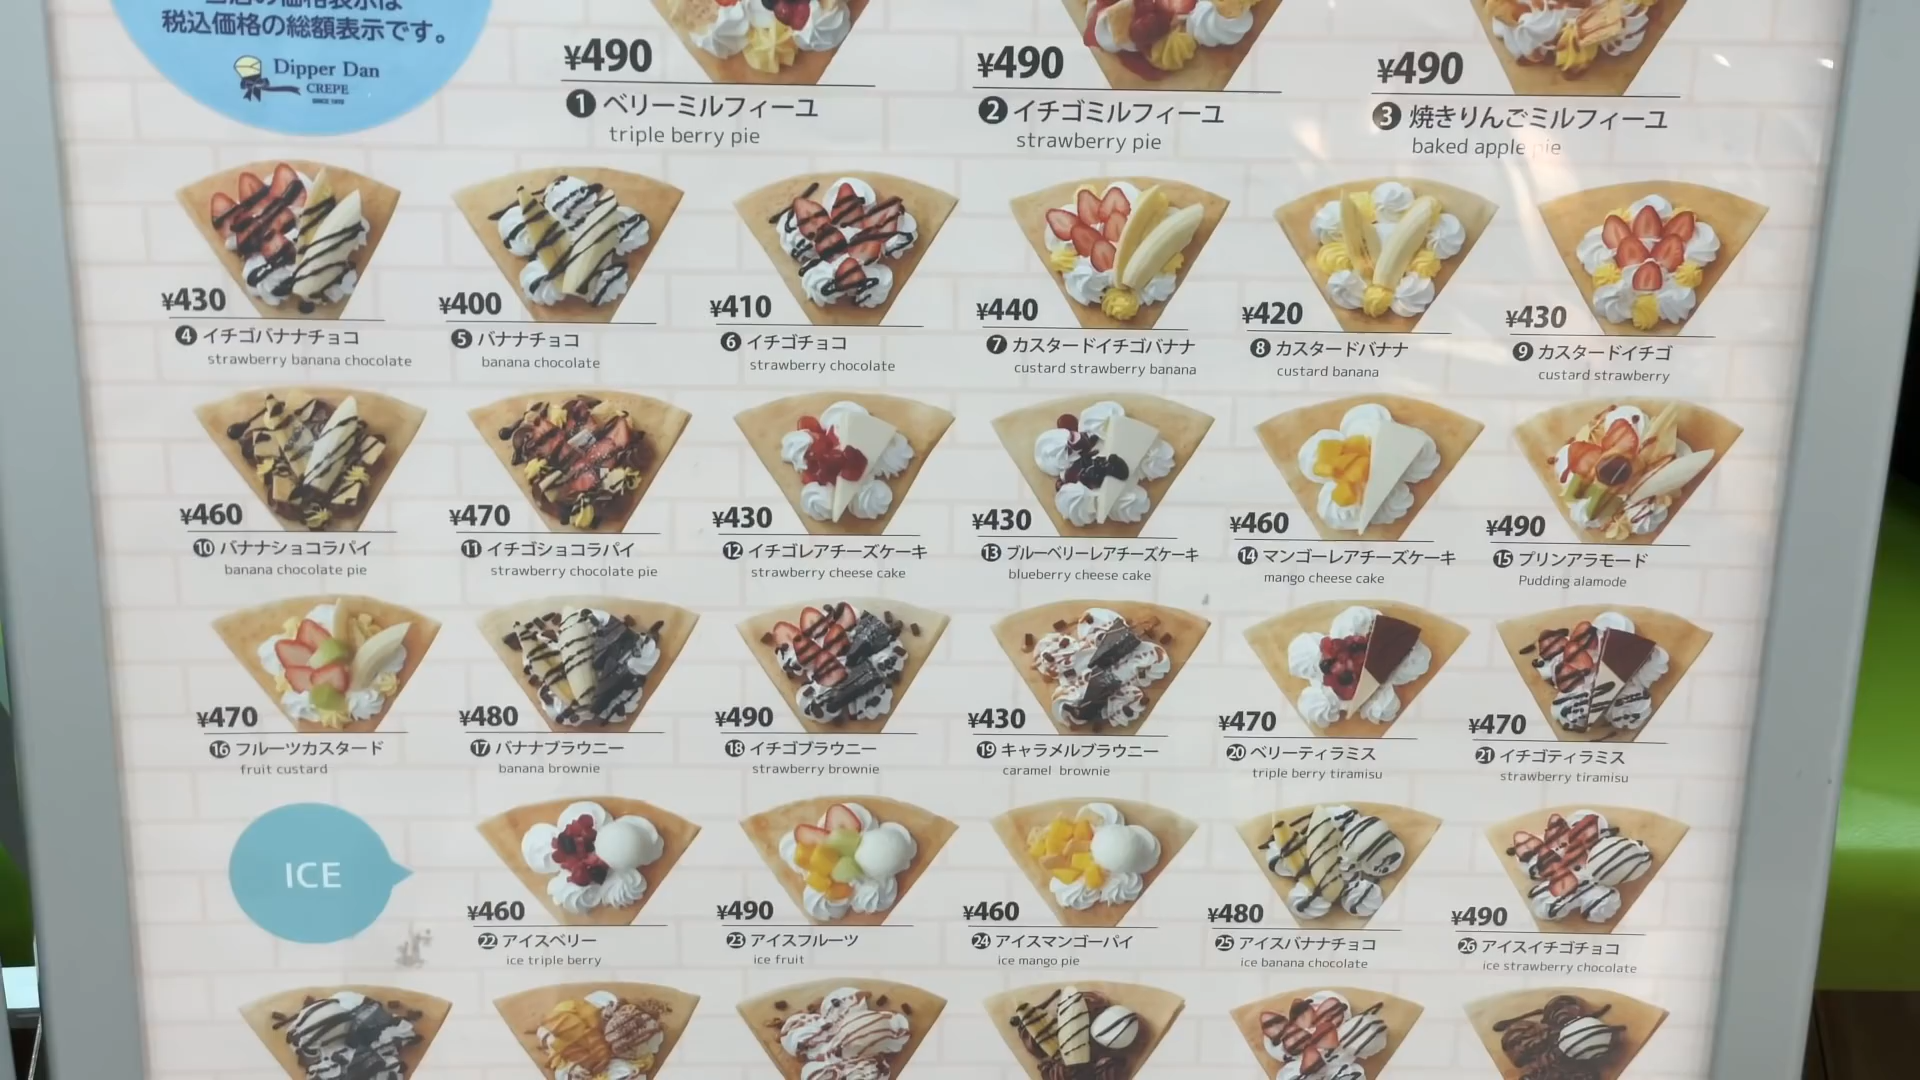 税込価格の総額表示です。
Dipper Dan
CREPE
¥490
❶ ベリーミルフィーユ
triple berry pie
¥490
❷ イチゴミルフィーユ
strawberry pie
¥490
❸ 焼きりんごミルフィーユ
baked apple pie
¥430
❹ イチゴバナナチョコ
strawberry banana chocolate
¥400
❺ バナナチョコ
banana chocolate
¥410
❻ イチゴチョコ
strawberry chocolate
¥440
❼ カスタードイチゴバナナ
custard strawberry banana
¥420
❽ カスタードバナナ
custard banana
¥430
❾ カスタードイチゴ
custard strawberry
¥460
❿ バナナショコラパイ
banana chocolate pie
¥470
⓫ イチゴショコラパイ
strawberry chocolate pie
¥430
⓬ イチゴレアチーズケーキ
strawberry cheese cake
¥430
⓭ ブルーベリーレアチーズケーキ
blueberry cheese cake
¥460
⓮ マンゴーレアチーズケーキ
mango cheese cake
¥490
⓯ プリンアラモード
Pudding alamode
¥470
⓰ フルーツカスタード
fruit custard
¥480
⓱ バナナブラウニー
banana brownie
¥490
⓲ イチゴブラウニー
strawberry brownie
¥430
⓳ キャラメルブラウニー
caramel brownie
¥470
⓴ ベリーティラミス
triple berry tiramisu
¥470
㉑ イチゴティラミス
strawberry tiramisu
ICE
¥460
㉒ アイスベリー
ice triple berry
¥490
㉓ アイスフルーツ
ice fruit
¥460
㉔ アイスマンゴーパイ
ice mango pie
¥480
㉕ アイスバナナチョコ
ice banana chocolate
¥490
㉖ アイスイチゴチョコ
ice strawberry chocolate